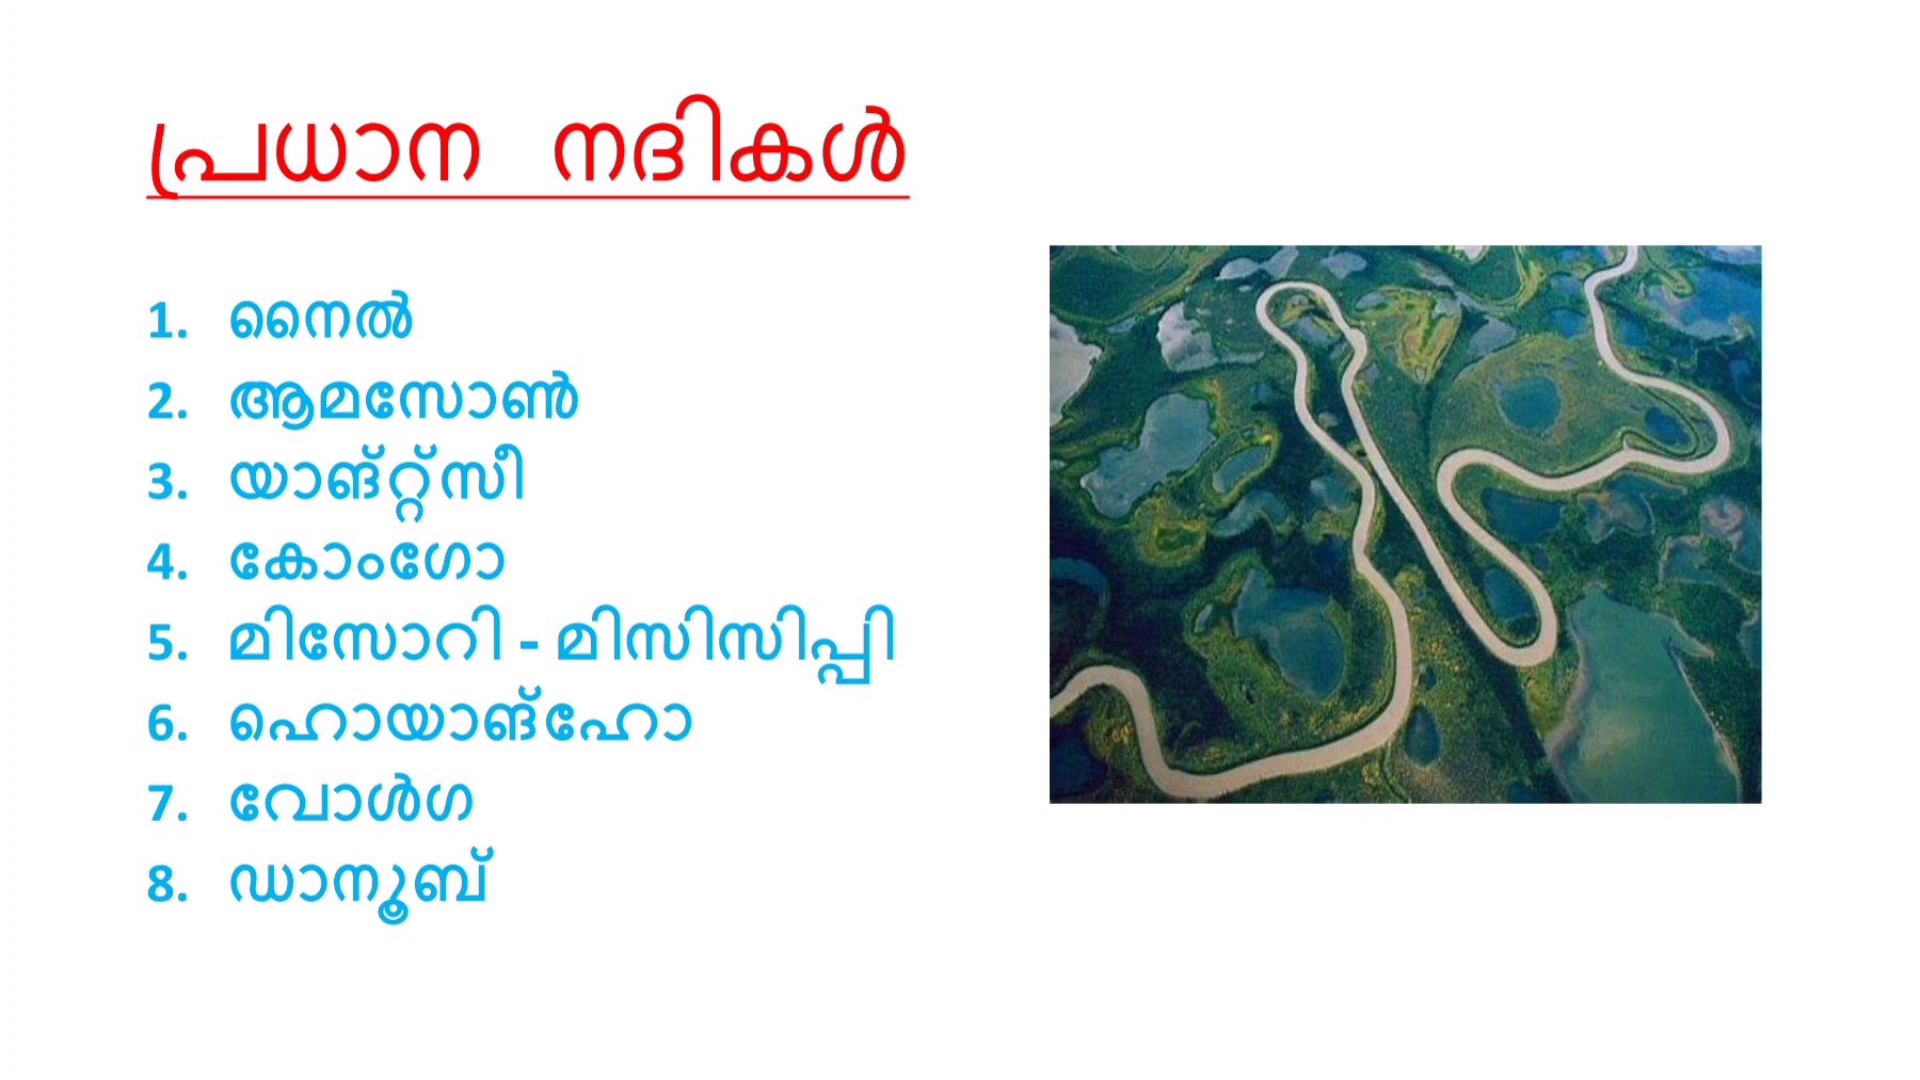 പ്രധാന നദികൾ
1. നൈൽ
2. ആമസോൺ
3. യാങ്റ്റ്സീ
4. കോംഗോ
5. മിസോറി - മിസിസിപ്പി
6. ഹൊയാങ്ഹോ
7. വോൾഗ
8. ഡാനൂബ്